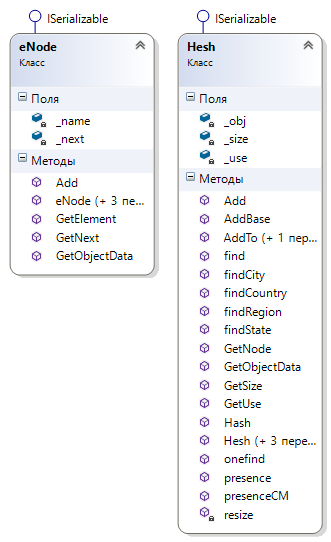 ISerializable
eNode
Класс
Поля
_name
_next
Методы
Add
eNode (+ 3 пе...
GetElement
GetNext
GetObjectData
ISerializable
Hesh
Класс
Поля
_obj
_size
_use
Методы
Add
AddBase
AddTo (+ 1 пер...
find
findCity
findCountry
findRegion
findState
GetNode
GetObjectData
GetSize
GetUse
Hash
Hesh (+ 3 пере...
onefind
presence
presenceCM
resize